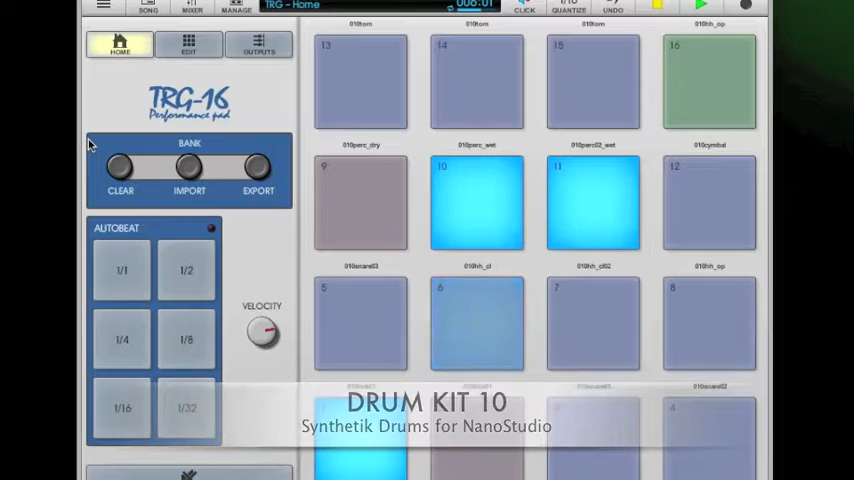 SONG MIXER MANAGE TRG - Home 006:01 CLICK QUANTIZE UNDO
010tom 010tom 010tom 010hh_op
HOME EDIT OUTPUTS
13 14 15 16
TRG-16
Performance pad
BANK
010perc_dry 010perc_wet 010perc02_wet 010cymbal
CLEAR IMPORT EXPORT
9 10 11 12
AUTOBEAT
1/1 1/2
010snare03 010hh_cl 010hh_cl02 010hh_op
5 6 7 8
VELOCITY
1/4 1/8
010snare02
1/16 1/32
4
DRUM KIT 10
Synthetik Drums for NanoStudio